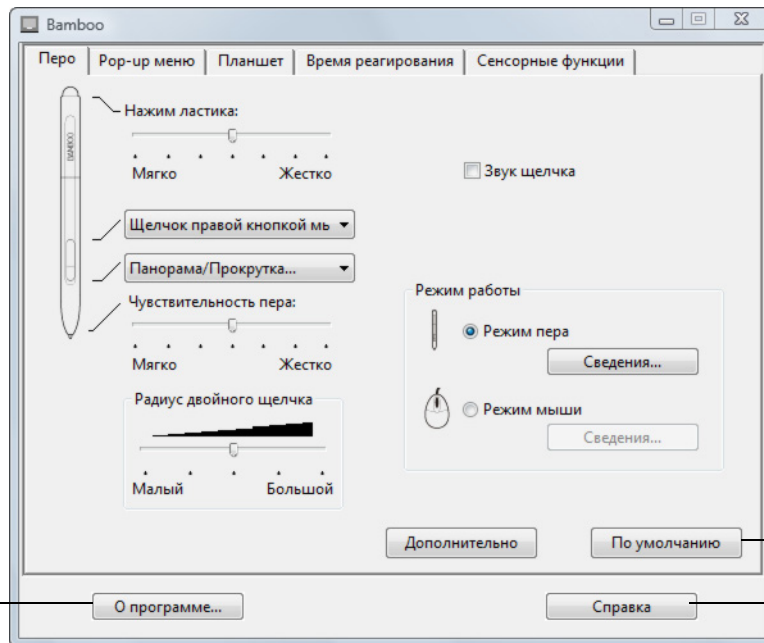 Bamboo
Перо
Pop-up меню
Планшет
Время реагирования
Сенсорные функции
Нажим ластика:
BAMBOO
Мягко Жестко
Звук щелчка
Щелчок правой кнопкой мь
Панорама/Прокрутка...
Чувствительность пера:
Мягко Жестко
Режим работы
Режим пера
Сведения...
Режим мыши
Сведения...
Радиус двойного щелчка
Малый Большой
Дополнительно
По умолчанию
О программе...
Справка